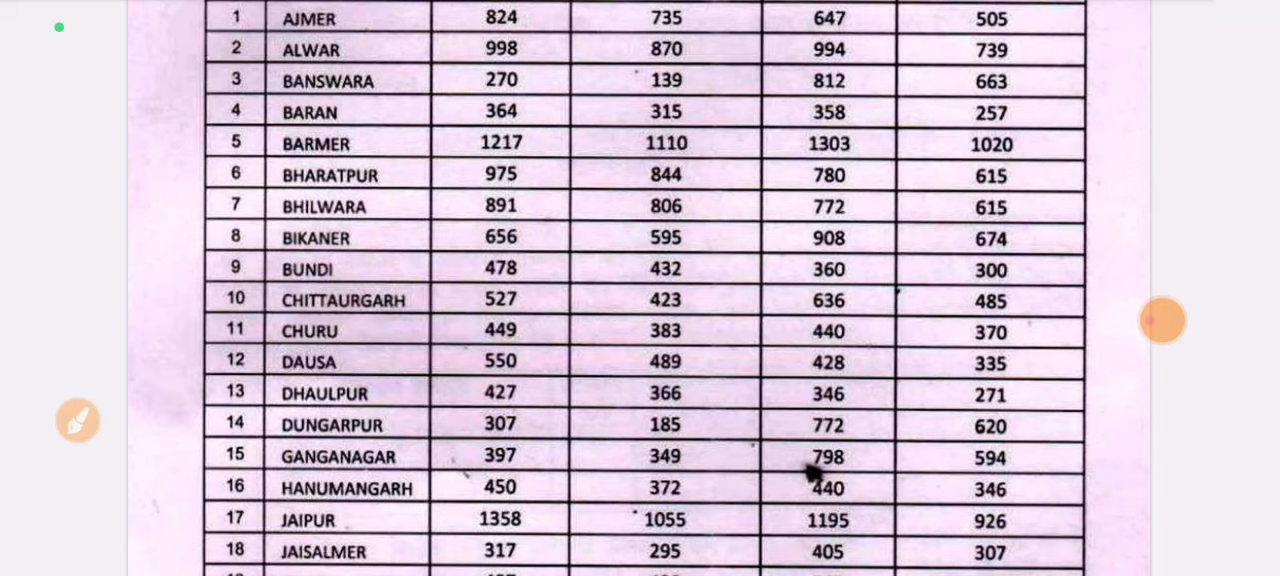 1 AJMER 824 735 647 505
2 ALWAR 998 870 994 739
3 BANSWARA 270 139 812 663
4 BARAN 364 315 358 257
5 BARMER 1217 1110 1303 1020
6 BHARATPUR 975 844 780 615
7 BHILWARA 891 806 772 615
8 BIKANER 656 595 908 674
9 BUNDI 478 432 360 300
10 CHITTAURGARH 527 423 636 485
11 CHURU 449 383 440 370
12 DAUSA 550 489 428 335
13 DHAULPUR 427 366 346 271
14 DUNGARPUR 307 185 772 620
15 GANGANAGAR 397 349 798 594
16 HANUMANGARH 450 372 440 346
17 JAIPUR 1358 1055 1195 926
18 JAISALMER 317 295 405 307